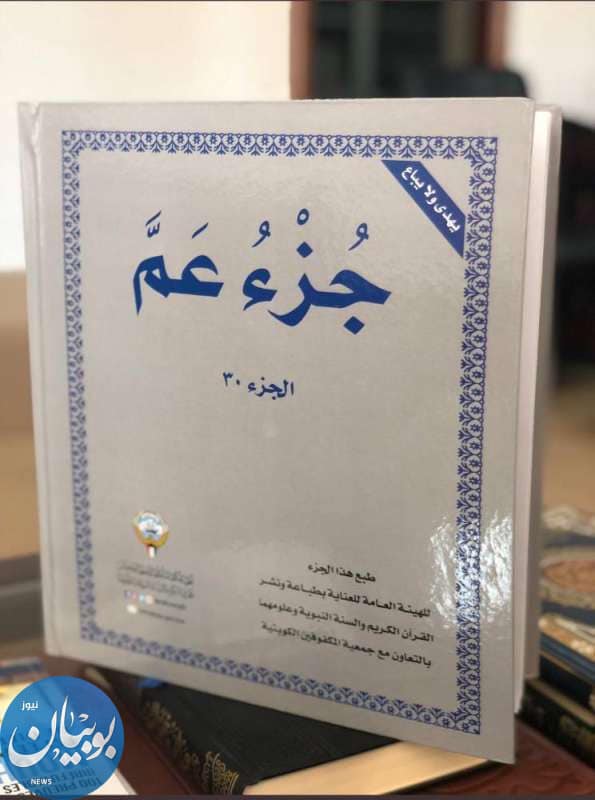 يهدى ولا يباع
جُزْءُ عَمَّ
الجزء ٣٠
طبع هذا الجزء
للهيئة العامة للعناية بطباعة ونشر
القرآن الكريم والسنة النبوية وعلومهما
بالتعاون مع جمعية المكفوفين الكويتية
نيوز
بوبيان
NEWS